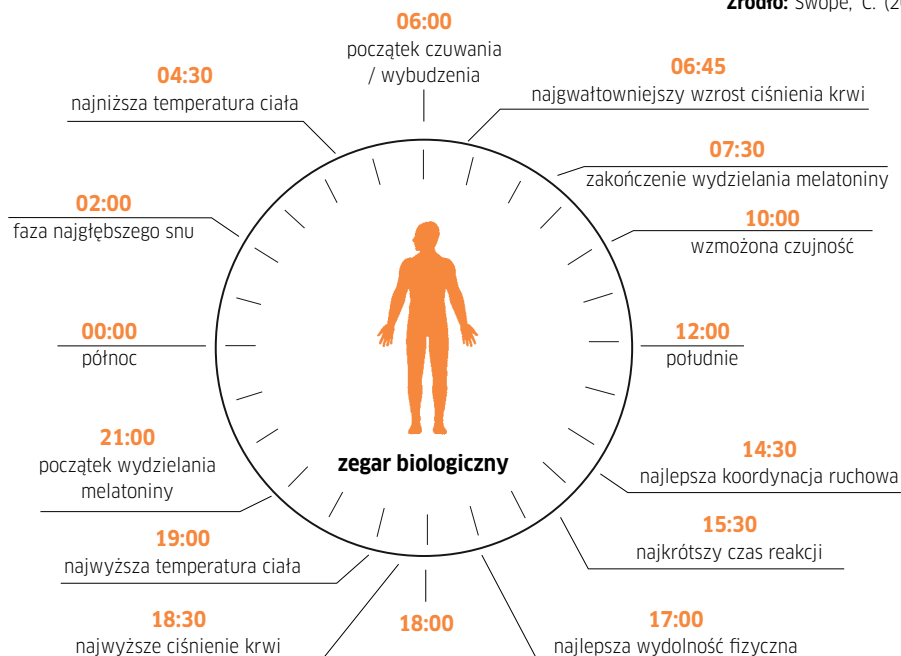 Źródło: Swope, C. (20
06:00
początek czuwania
/ wybudzenia
06:45
najgwałtowniejszy wzrost ciśnienia krwi
07:30
zakończenie wydzielania melatoniny
10:00
wzmożona czujność
12:00
południe
14:30
najlepsza koordynacja ruchowa
15:30
najkrótszy czas reakcji
17:00
najlepsza wydolność fizyczna
18:00
18:30
najwyższe ciśnienie krwi
19:00
najwyższa temperatura ciała
21:00
początek wydzielania
melatoniny
00:00
północ
02:00
faza najgłębszego snu
04:30
najniższa temperatura ciała
zegar biologiczny